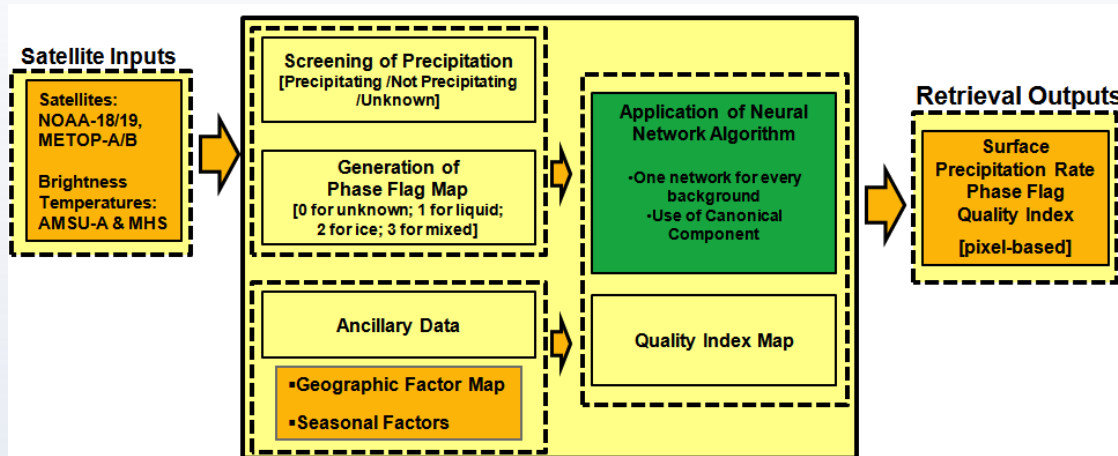 Satellite Inputs
Satellites:
NOAA-18/19,
METOP-A/B
Brightness
Temperatures:
AMSU-A & MHS
Screening of Precipitation
[Precipitating /Not Precipitating
/Unknown]
Generation of
Phase Flag Map
[0 for unknown; 1 for liquid;
2 for ice; 3 for mixed]
Ancillary Data
▪Geographic Factor Map
▪Seasonal Factors
Application of Neural
Network Algorithm
•One network for every
background
•Use of Canonical
Component
Quality Index Map
Retrieval Outputs
Surface
Precipitation Rate
Phase Flag
Quality Index
[pixel-based]